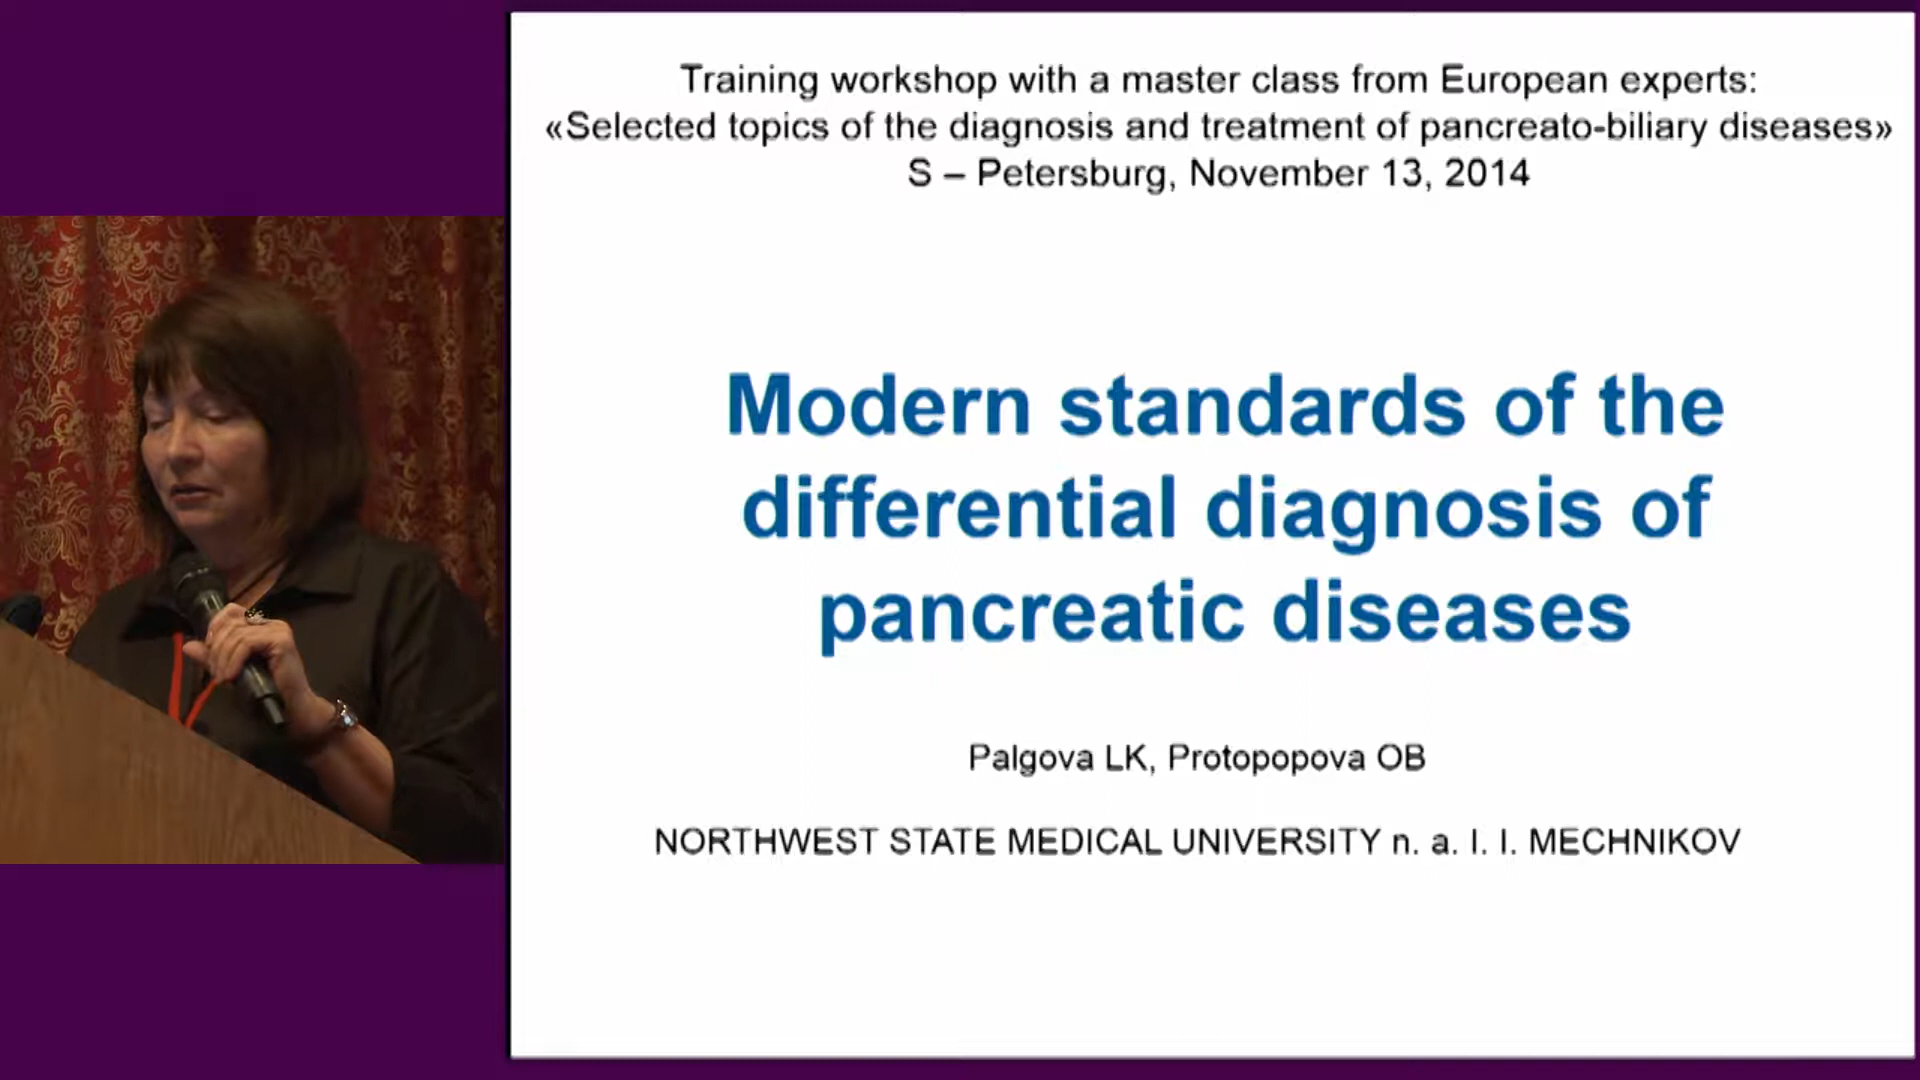 Training workshop with a master class from European experts:
«Selected topics of the diagnosis and treatment of pancreato-biliary diseases»
S – Petersburg, November 13, 2014
Modern standards of the
differential diagnosis of
pancreatic diseases
Palgova LK, Protopopova OB
NORTHWEST STATE MEDICAL UNIVERSITY n. a. I. I. MECHNIKOV